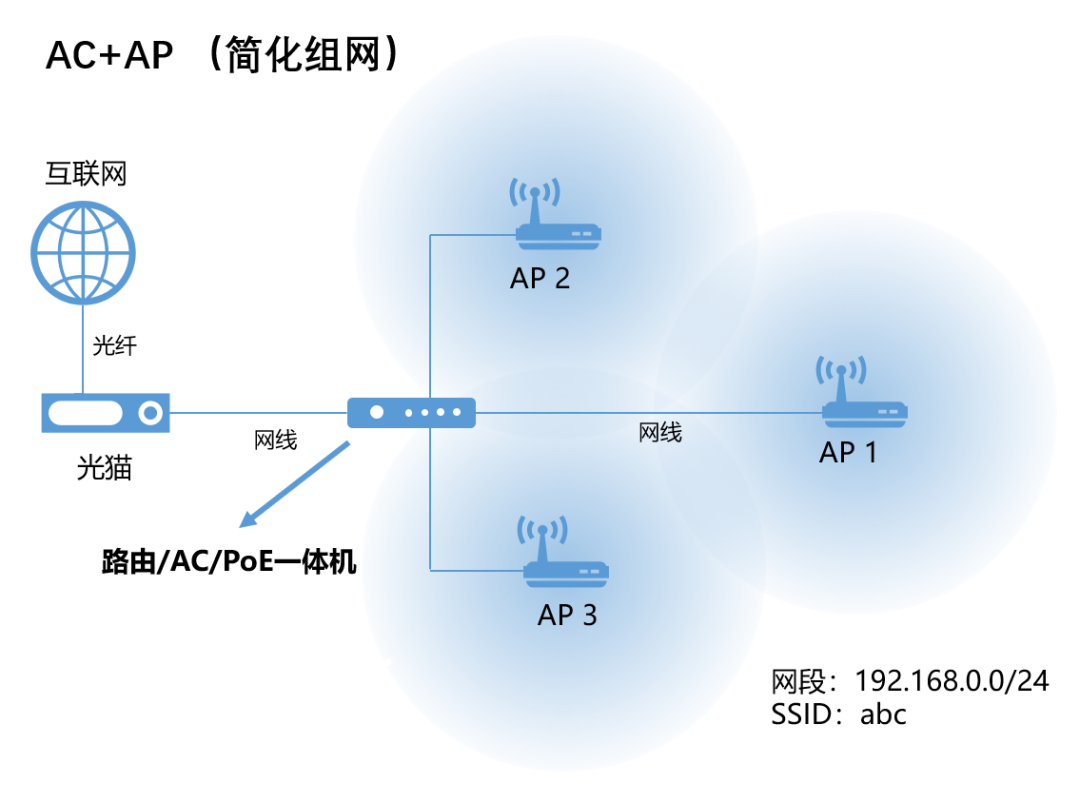 AC+AP （简化组网）
互联网
光纤
光猫
网线
路由/AC/PoE一体机
AP 2
网线
AP 1
AP 3
网段：192.168.0.0/24
SSID：abc